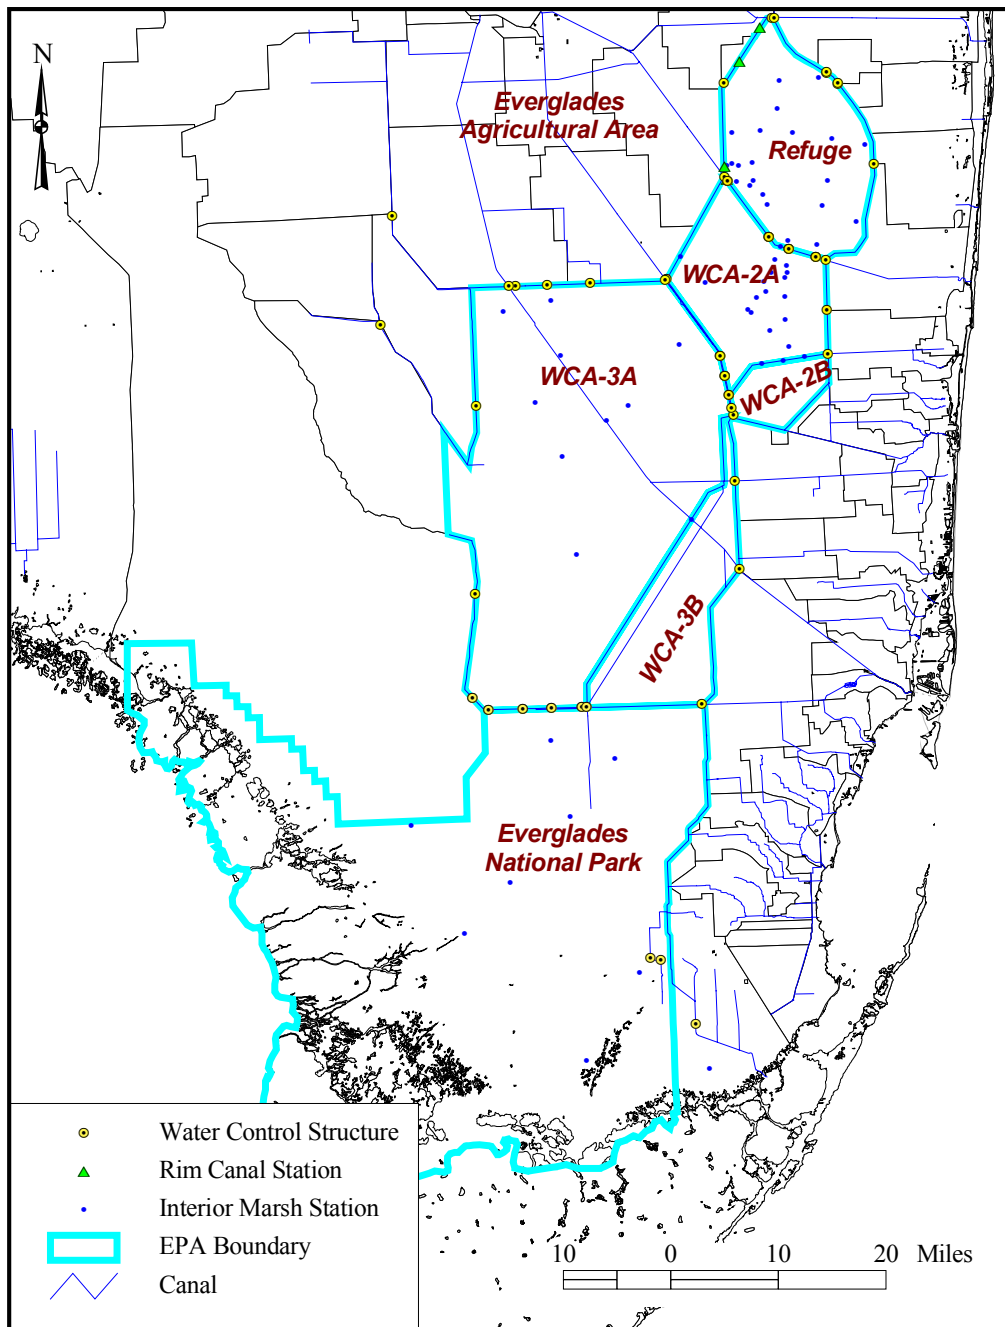 N
Everglades
Agricultural Area
Refuge
WCA-2A
WCA-3A
WCA-2B
WCA-3B
Everglades
National Park
Water Control Structure
Rim Canal Station
Interior Marsh Station
EPA Boundary
Canal
10 0 10 20 Miles